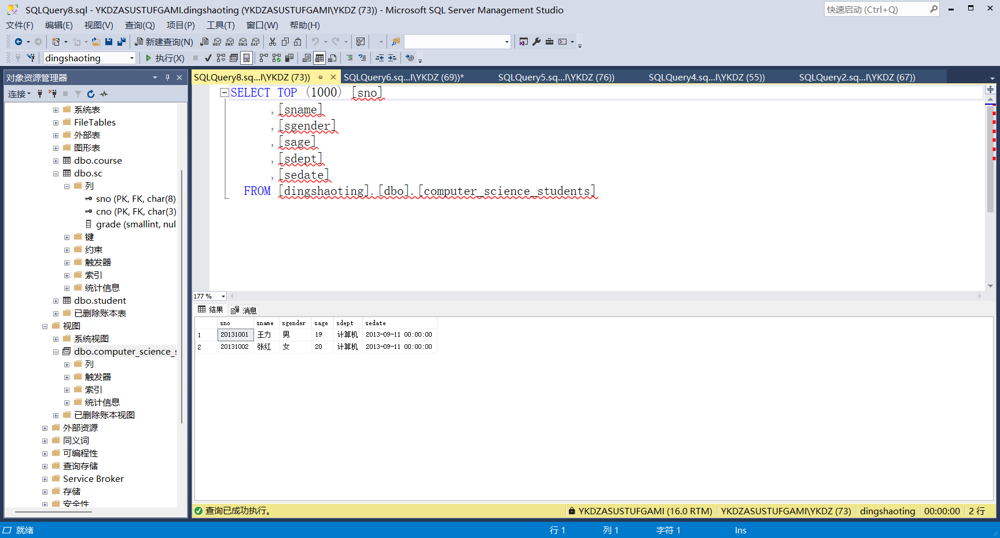 SQLQuery8.sql - YKDZASUSTUFGAMI.dingshaoting (YKDZASUSTUFGAMI\YKDZ (73)) - Microsoft SQL Server Management Studio
快速启动 (Ctrl+Q)
文件(F) 编辑(E) 视图(V) 查询(Q) 项目(P) 工具(T) 窗口(W) 帮助(H)
新建查询(N) MDX DMX XMLA DAX
dingshaoting 执行(X)
对象资源管理器
连接
系统表
FileTables
外部表
图形表
dbo.course
dbo.sc
列
sno (PK, FK, char(8)
cno (PK, FK, char(3)
grade (smallint, nul
键
约束
触发器
索引
统计信息
dbo.student
已删除账本表
视图
系统视图
dbo.computer_science_s
列
触发器
索引
统计信息
已删除账本视图
外部资源
同义词
可编程性
查询存储
Service Broker
存储
安全性
SQLQuery8.sq...I\YKDZ (73)) SQLQuery6.sq...I\YKDZ (69))* SQLQuery5.sq...I\YKDZ (76)) SQLQuery4.sq...I\YKDZ (55)) SQLQuery2.sq...I\YKDZ (67))
SELECT TOP (1000) [sno]
,[sname]
,[sgender]
,[sage]
,[sdept]
,[sedate]
FROM [dingshaoting].[dbo].[computer_science_students]
177 %
结果 消息
sno sname sgender sage sdept sedate
1 20131001 王力 男 19 计算机 2013-09-11 00:00:00
2 20131002 张红 女 20 计算机 2013-09-11 00:00:00
查询已成功执行。 YKDZASUSTUFGAMI (16.0 RTM) YKDZASUSTUFGAMI\YKDZ (73) dingshaoting 00:00:00 2 行
就绪 行 1 列 1 字符 1 Ins